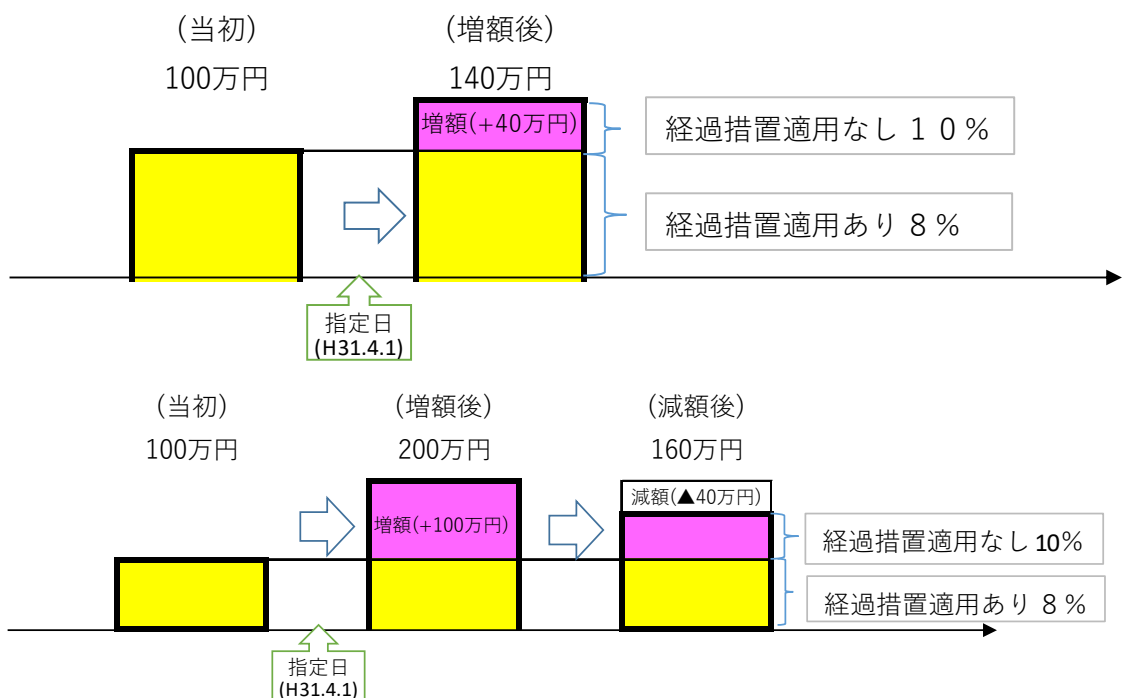 (当初)
100万円
(増額後)
140万円
増額(+40万円)
経過措置適用なし１０%
経過措置適用あり８%
指定日
(H31.4.1)
(当初)
100万円
(増額後)
200万円
(減額後)
160万円
減額(▲40万円)
増額(+100万円)
経過措置適用なし10%
経過措置適用あり８%
指定日
(H31.4.1)